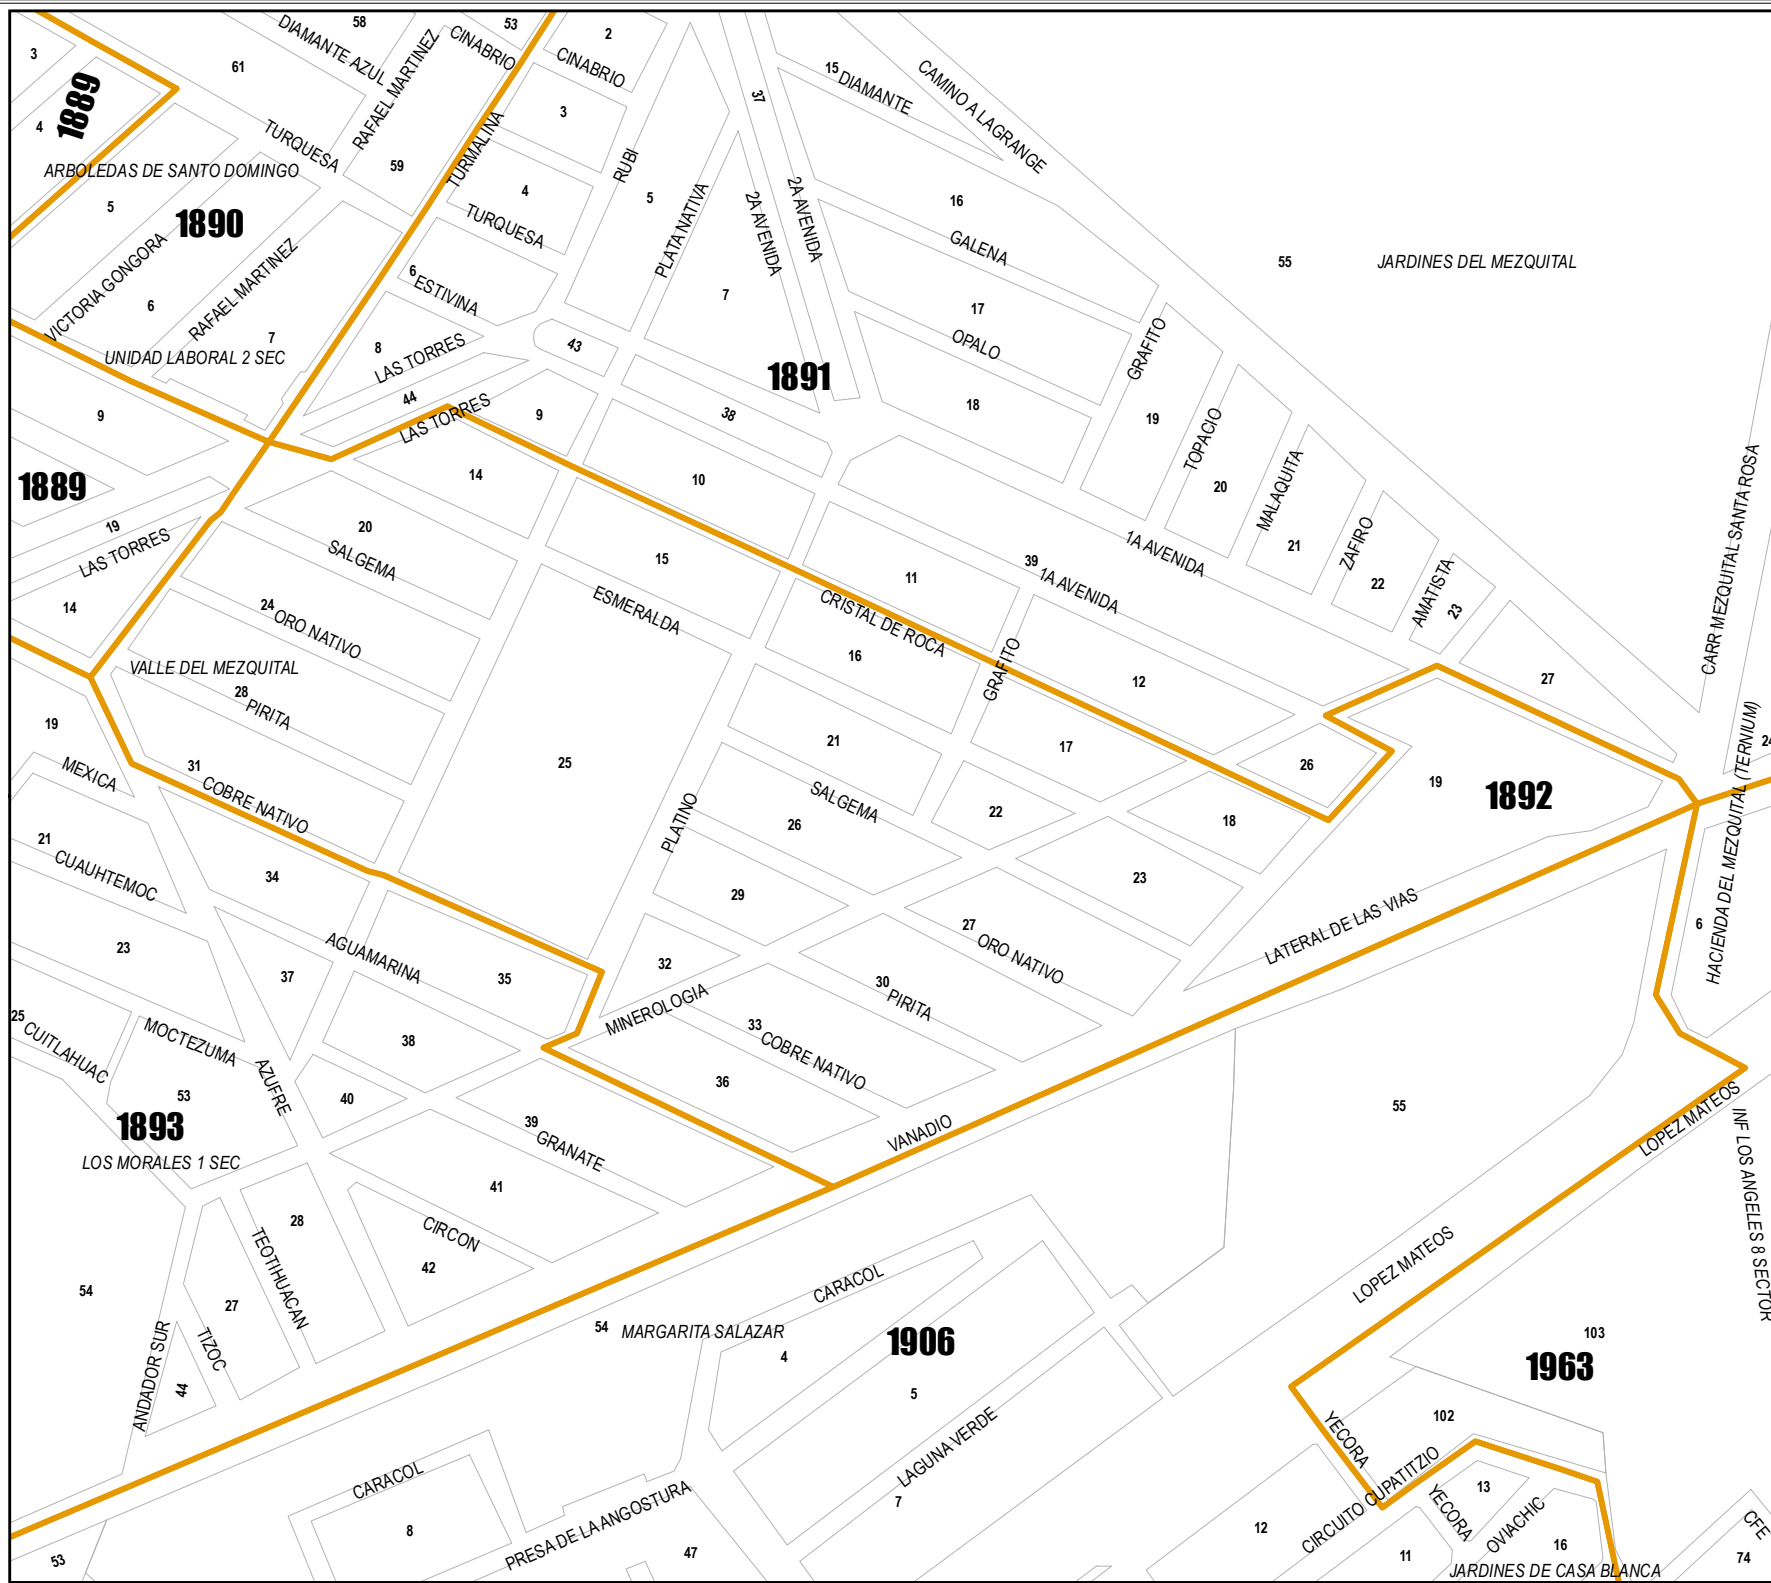 58
53
2
3
61
DIAMANTE AZUL
RAFAEL MARTINEZ
CINABRIO
CINABRIO
15
DIAMANTE
CAMINO A LAGRANGE
37
1889
4
3
TURQUESA
TURMALINA
59
RUBI
ARBOLEDAS DE SANTO DOMINGO
4
5
PLATA NATIVA
2A AVENIDA
2A AVENIDA
16
5
1890
TURQUESA
GALENA
55
JARDINES DEL MEZQUITAL
VICTORIA GONGORA
RAFAEL MARTINEZ
6
ESTIVINA
7
17
6
7
8
LAS TORRES
43
OPALO
GRAFITO
UNIDAD LABORAL 2 SEC
1891
44
LAS TORRES
9
38
18
19
9
TOPACIO
1889
14
10
20
MALAQUITA
CARR MEZQUITAL SANTA ROSA
19
LAS TORRES
20
SALGEMA
15
1A AVENIDA
21
ZAFIRO
39
1A AVENIDA
11
22
AMATISTA
23
14
24
ORO NATIVO
ESMERALDA
CRISTAL DE ROCA
VALLE DEL MEZQUITAL
16
GRAFITO
12
27
28
PIRITA
19
21
17
24
HACIENDA DEL MEZQUITAL (TERNIUM)
MEXICA
31
COBRE NATIVO
25
26
19
1892
SALGEMA
PLATINO
26
22
18
21
CUAUHTEMOC
34
29
23
23
AGUAMARINA
35
37
32
27
ORO NATIVO
LATERAL DE LAS VIAS
6
30
PIRITA
MINEROLOGIA
25
CUITLAHUAC
MOCTEZUMA
38
33
COBRE NATIVO
AZUFRE
36
53
40
1893
39
GRANATE
VANADIO
55
LOPEZ MATEOS
INF LOS ANGELES 8 SECTOR
LOS MORALES 1 SEC
41
28
TEOTIHUACAN
CIRCON
42
54
27
CARACOL
LOPEZ MATEOS
ANDADOR SUR
TIZOC
44
54
MARGARITA SALAZAR
4
1906
103
1963
5
LAGUNA VERDE
102
YECORA
CARACOL
PRESA DE LA ANGOSTURA
7
CIRCUITO CUPATITZIO
13
YECORA
OVIACHIC
8
12
CFE
53
47
11
16
74
JARDINES DE CASA BLANCA